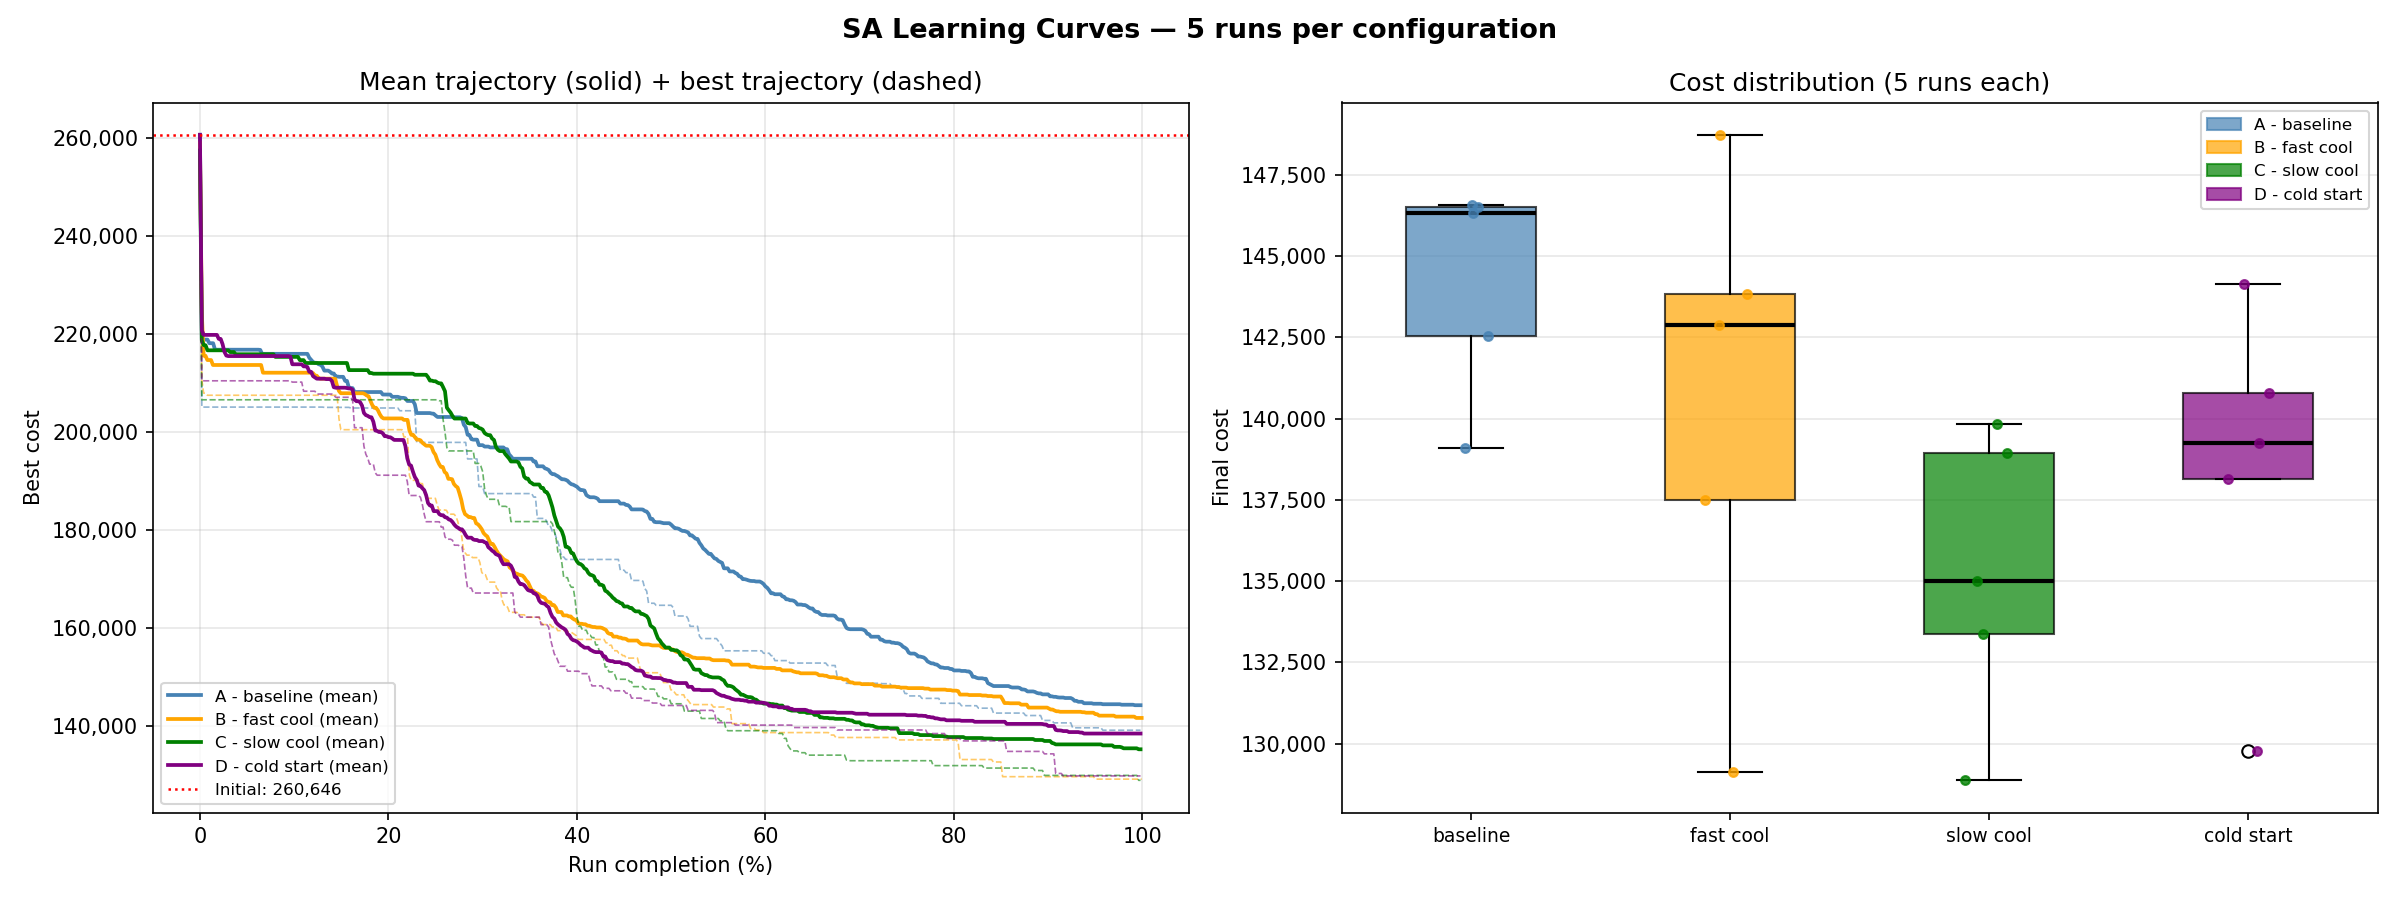 SA Learning Curves — 5 runs per configuration
Mean trajectory (solid) + best trajectory (dashed)
Best cost
260,000
240,000
220,000
200,000
180,000
160,000
140,000
A - baseline (mean)
B - fast cool (mean)
C - slow cool (mean)
D - cold start (mean)
Initial: 260,646
0 20 40 60 80 100
Run completion (%)
Cost distribution (5 runs each)
Final cost
147,500
145,000
142,500
140,000
137,500
135,000
132,500
130,000
A - baseline
B - fast cool
C - slow cool
D - cold start
baseline fast cool slow cool cold start